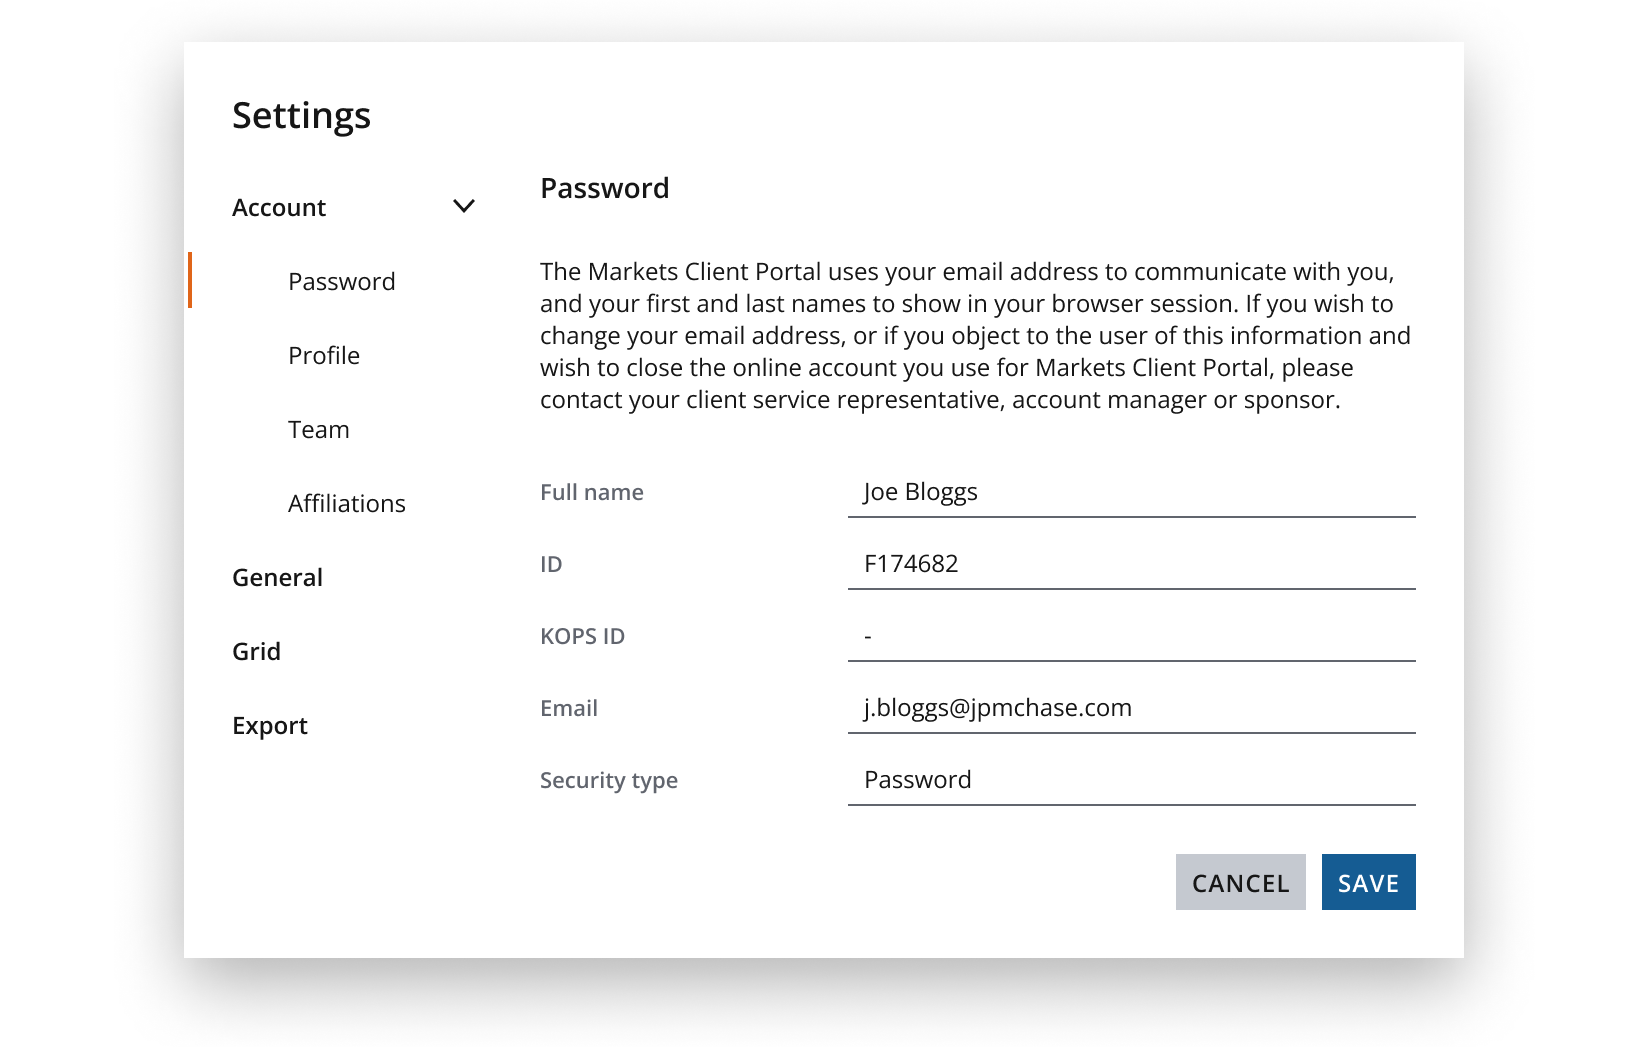 Settings
Account
Password
Profile
Team
Affiliations
General
Grid
Export
Password
The Markets Client Portal uses your email address to communicate with you,
and your first and last names to show in your browser session. If you wish to
change your email address, or if you object to the user of this information and
wish to close the online account you use for Markets Client Portal, please
contact your client service representative, account manager or sponsor.
Full name Joe Bloggs
ID F174682
KOPS ID -
Email j.bloggs@jpmchase.com
Security type Password
CANCEL SAVE